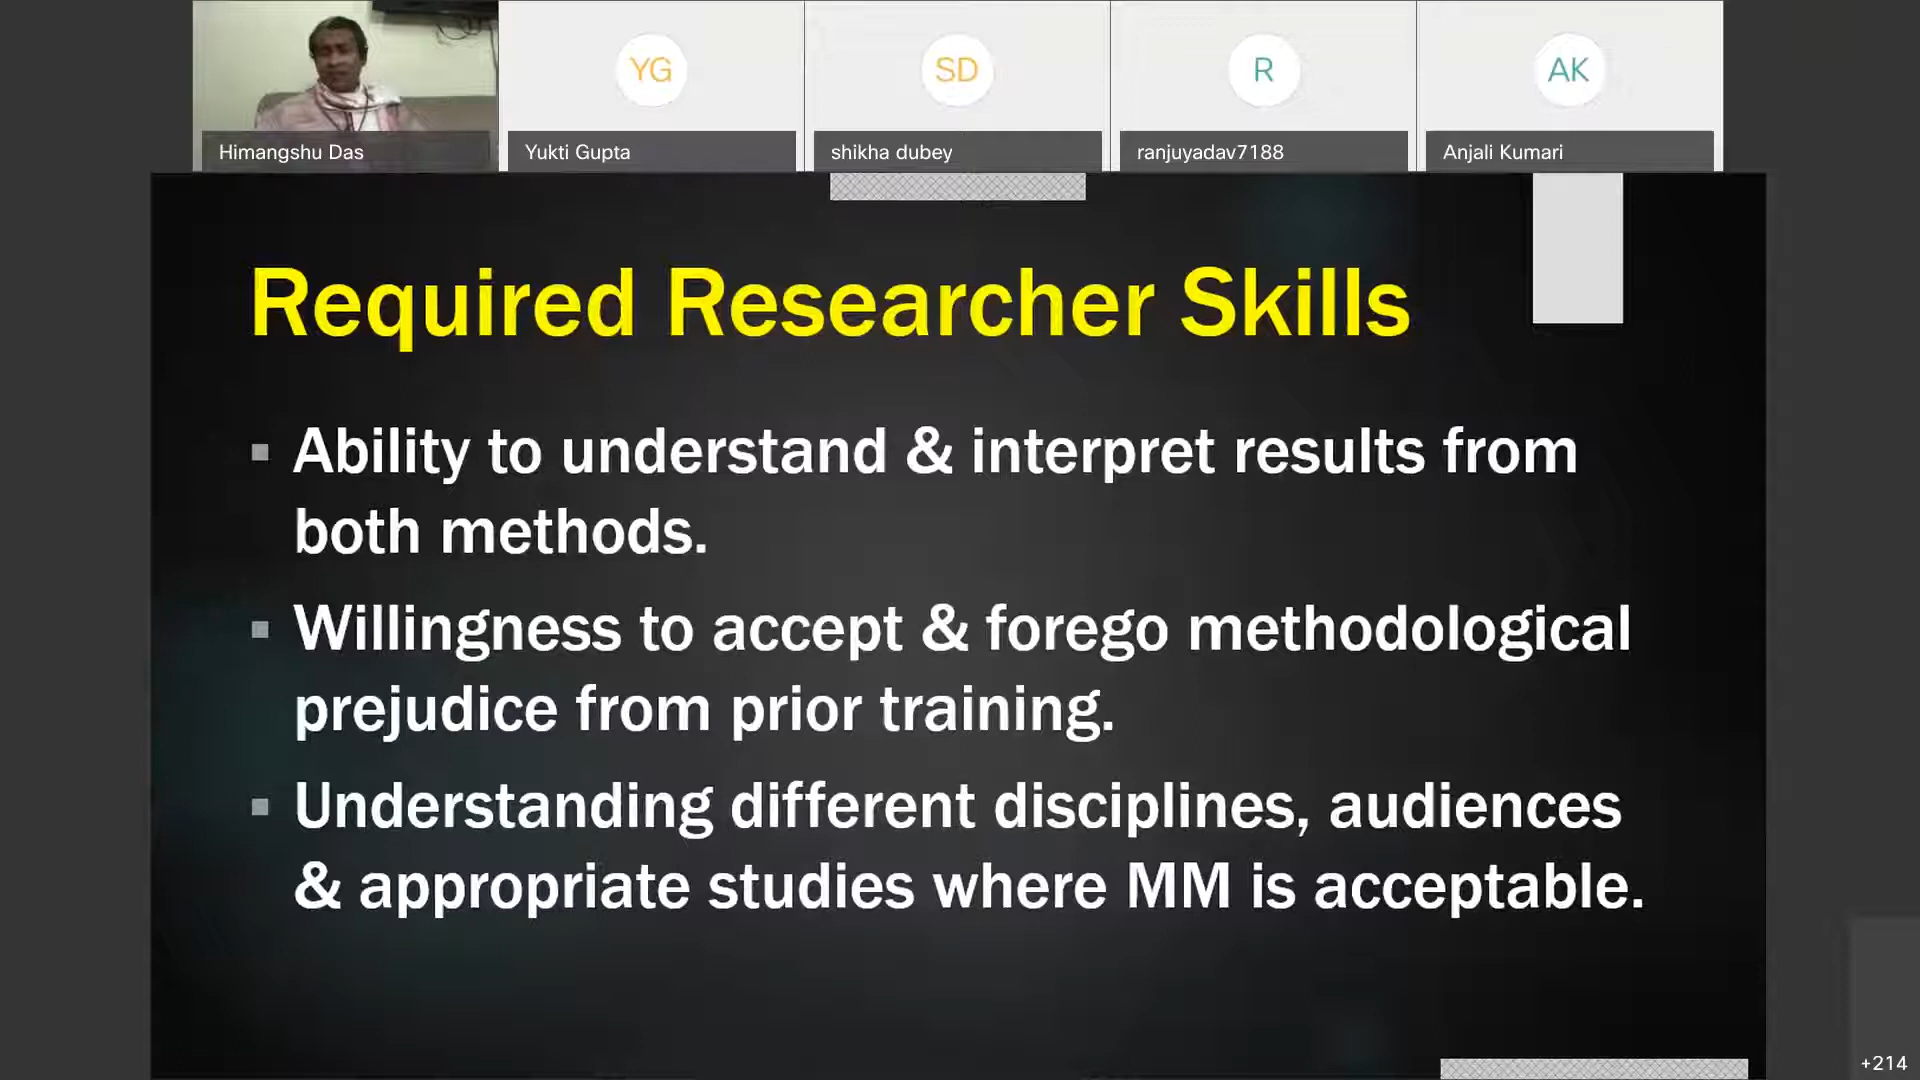 YG
SD
R
AK
Himangshu Das
Yukti Gupta
shikha dubey
ranjuyadav7188
Anjali Kumari
Required Researcher Skills
Ability to understand & interpret results from
both methods.
Willingness to accept & forego methodological
prejudice from prior training.
Understanding different disciplines, audiences
& appropriate studies where MM is acceptable.
+214